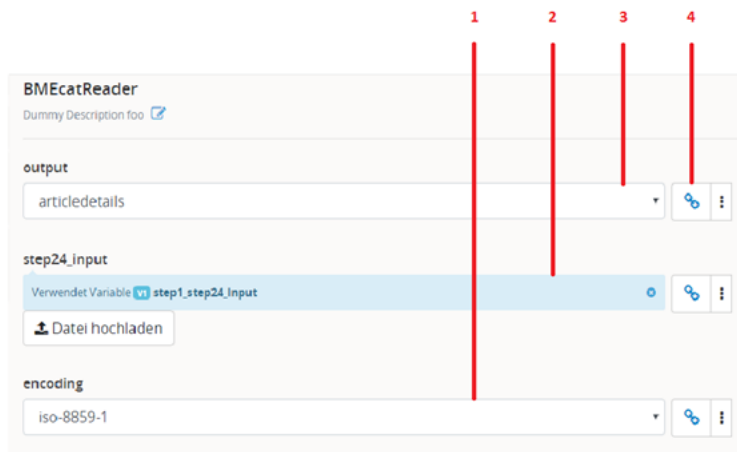 1 2 3 4
BMEcatReader
Dummy Description foo
output
articledetails
step24_input
Verwendet Variable V1 step1_step24_Input
Datei hochladen
encoding
iso-8859-1